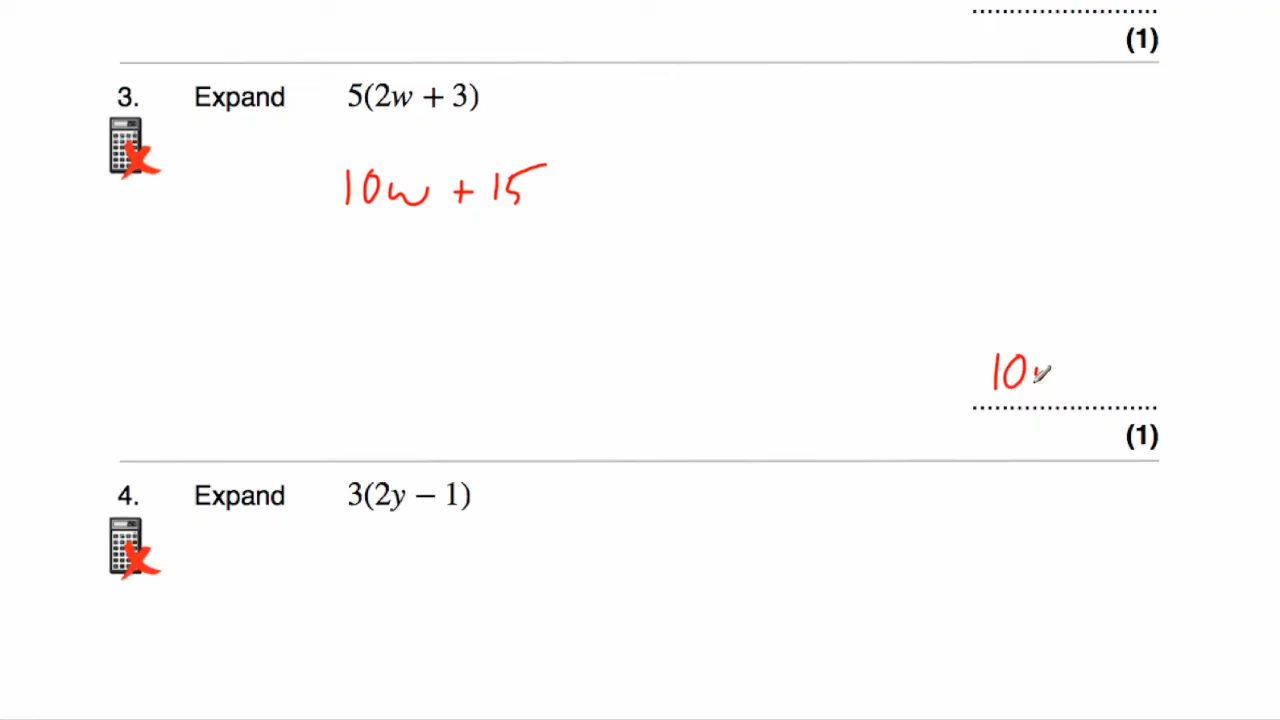 (1)
3. Expand 5(2w + 3)
10w + 15
10
(1)
4. Expand 3(2y − 1)